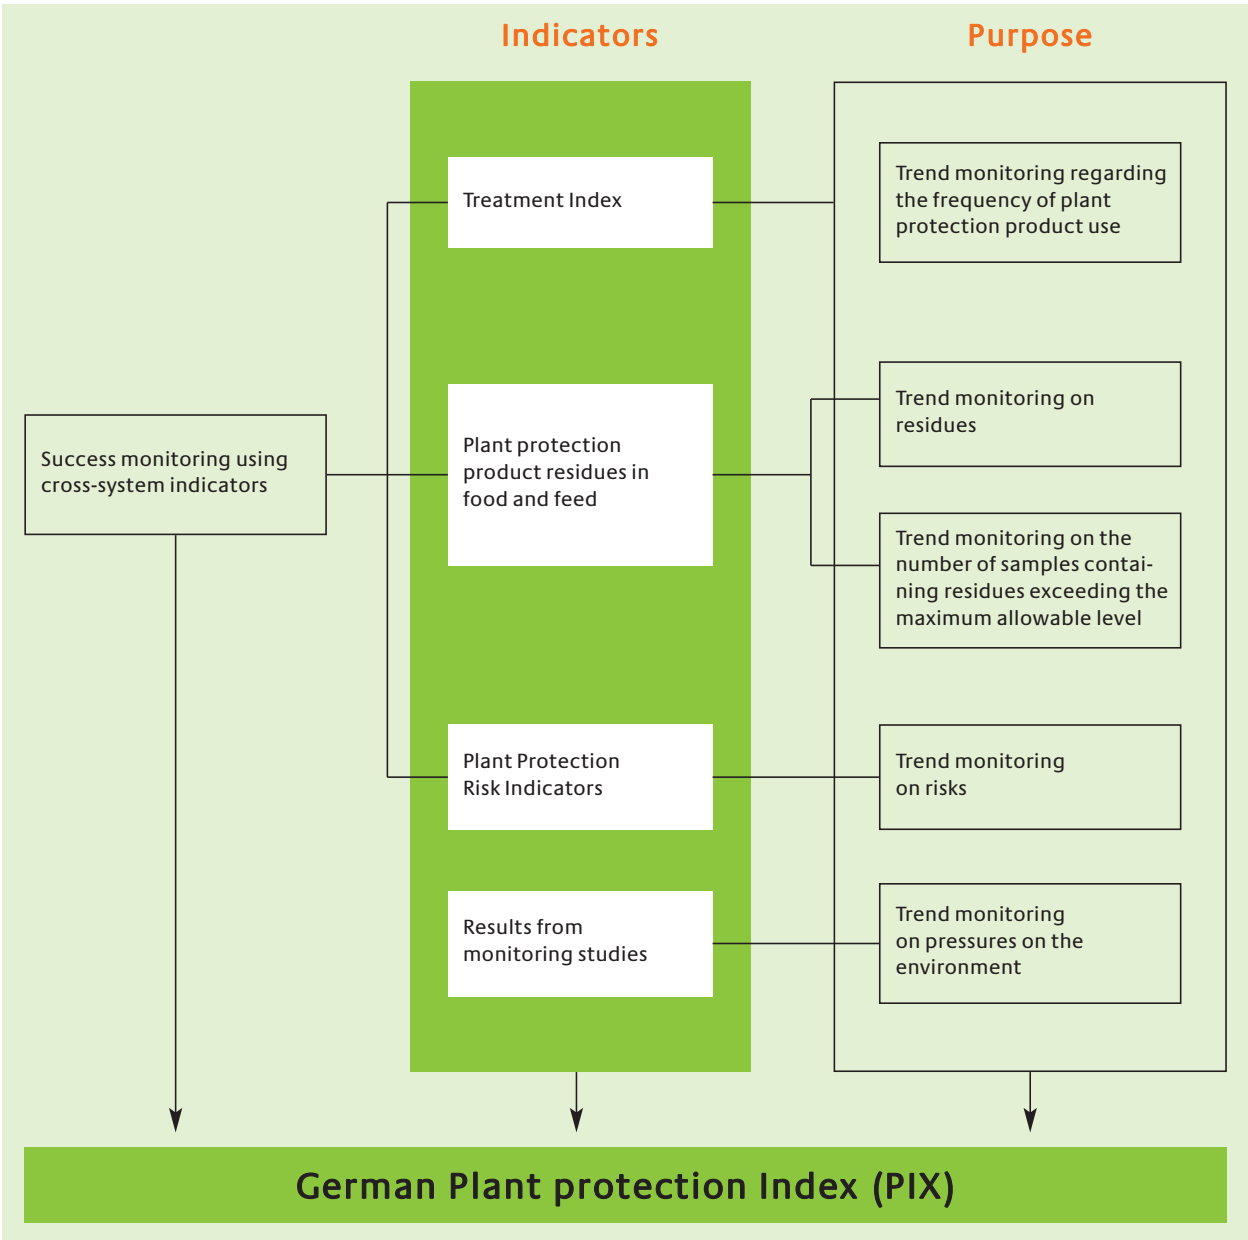 Indicators
Purpose
Success monitoring using
cross-system indicators
Treatment Index
Trend monitoring regarding
the frequency of plant
protection product use
Plant protection
product residues in
food and feed
Trend monitoring on
residues
Trend monitoring on the
number of samples contai-
ning residues exceeding the
maximum allowable level
Plant Protection
Risk Indicators
Trend monitoring
on risks
Results from
monitoring studies
Trend monitoring
on pressures on the
environment
German Plant protection Index (PIX)